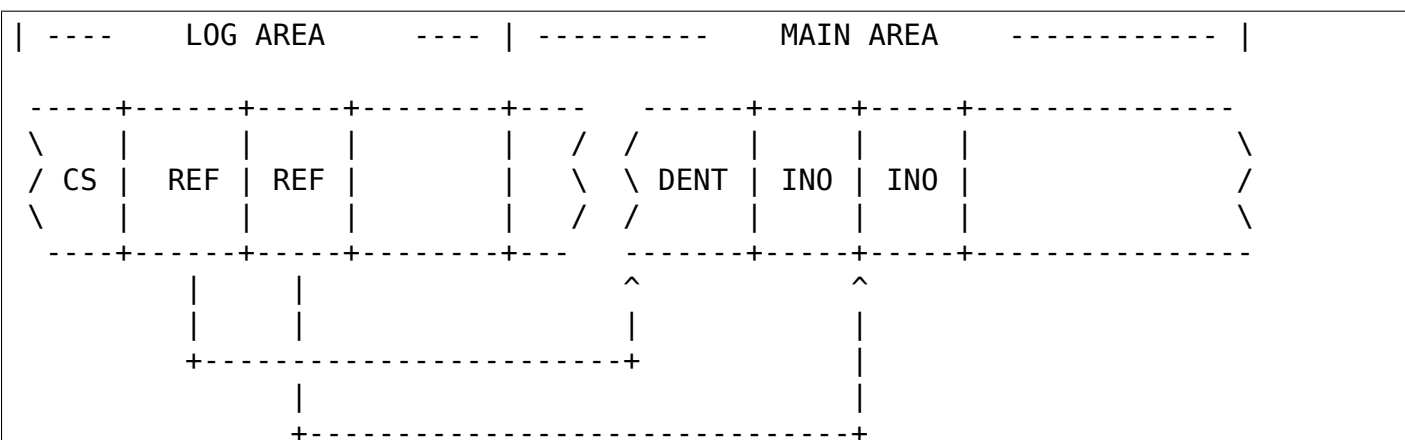 | ----    LOG AREA     ---- | ----------    MAIN AREA    ------------ |
 -----+------+-----+--------+----   ------+-----+-----+---------------
 \    |      |     |        |   /  /      |     |     |               \
 / CS |  REF | REF |        |   \  \ DENT | INO | INO |               /
 \    |      |     |        |   /  /      |     |     |               \
  ----+------+-----+--------+---   -------+-----+-----+----------------
          |     |                  ^            ^
          |     |                  |            |
          +------------------------+            |
                |                               |
                +-------------------------------+